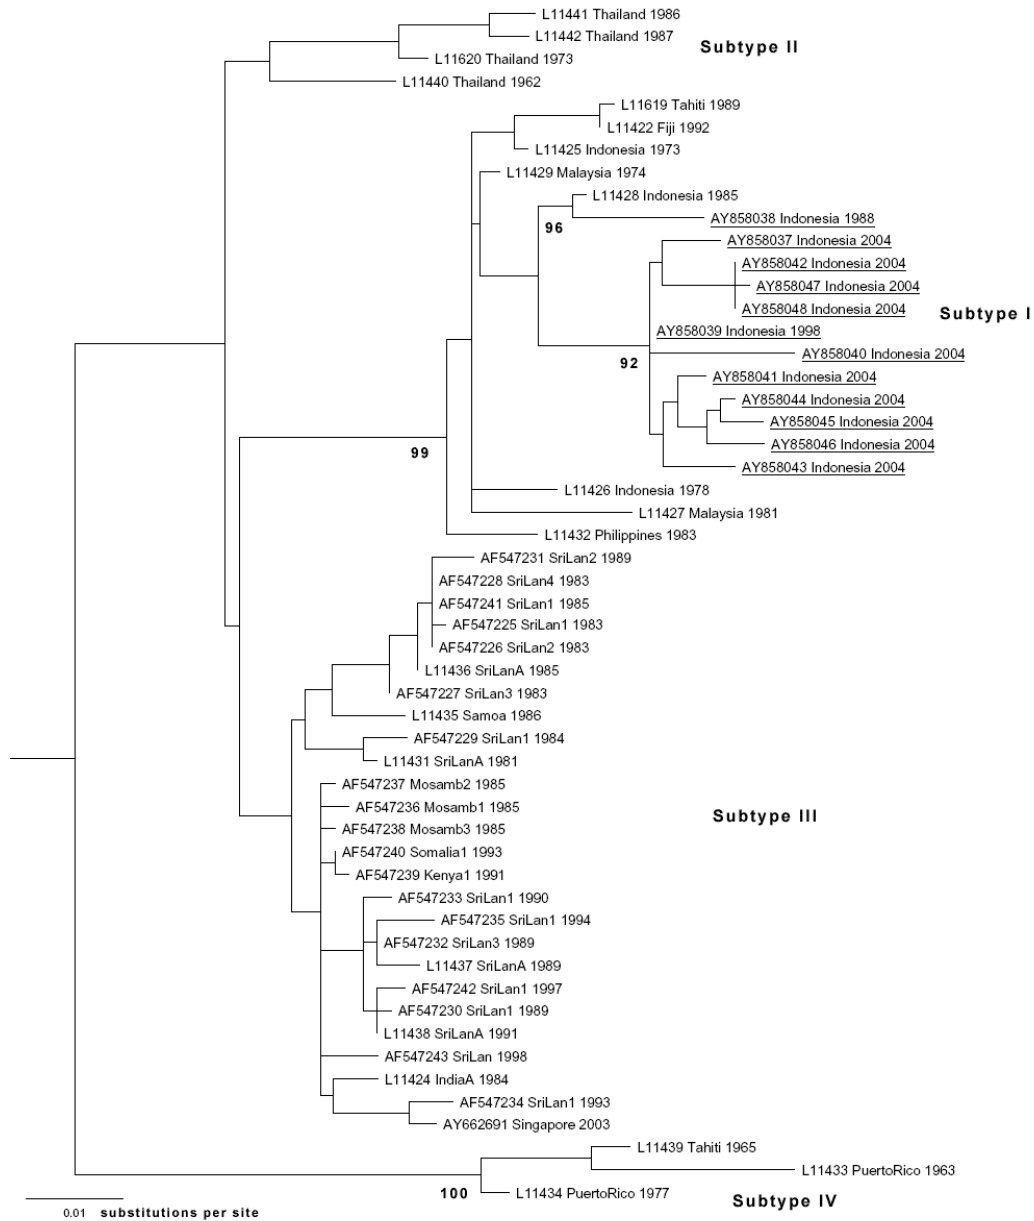 L11441 Thailand 1986
L11442 Thailand 1987
Subtype II
L11620 Thailand 1973
L11440 Thailand 1962
L11619 Tahiti 1989
L11422 Fiji 1992
L11425 Indonesia 1973
L11429 Malaysia 1974
L11428 Indonesia 1985
AY858038 Indonesia 1988
96
AY858037 Indonesia 2004
AY858042 Indonesia 2004
AY858047 Indonesia 2004
AY858048 Indonesia 2004
Subtype I
AY858039 Indonesia 1998
AY858040 Indonesia 2004
92
AY858041 Indonesia 2004
AY858044 Indonesia 2004
AY858045 Indonesia 2004
AY858046 Indonesia 2004
99
AY858043 Indonesia 2004
L11426 Indonesia 1978
L11427 Malaysia 1981
L11432 Philippines 1983
AF547231 SriLan2 1989
AF547228 SriLan4 1983
AF547241 SriLan1 1985
AF547225 SriLan1 1983
AF547226 SriLan2 1983
L11436 SriLanA 1985
AF547227 SriLan3 1983
L11435 Samoa 1986
AF547229 SriLan1 1984
L11431 SriLanA 1981
AF547237 Mosamb2 1985
AF547236 Mosamb1 1985
Subtype III
AF547238 Mosamb3 1985
AF547240 Somalia1 1993
AF547239 Kenya1 1991
AF547233 SriLan1 1990
AF547235 SriLan1 1994
AF547232 SriLan3 1989
L11437 SriLanA 1989
AF547242 SriLan1 1997
AF547230 SriLan1 1989
L11438 SriLanA 1991
AF547243 SriLan 1998
L11424 IndiaA 1984
AF547234 SriLan1 1993
AY662691 Singapore 2003
L11439 Tahiti 1965
L11433 PuertoRico 1963
100
L11434 PuertoRico 1977
Subtype IV
0.01 substitutions per site